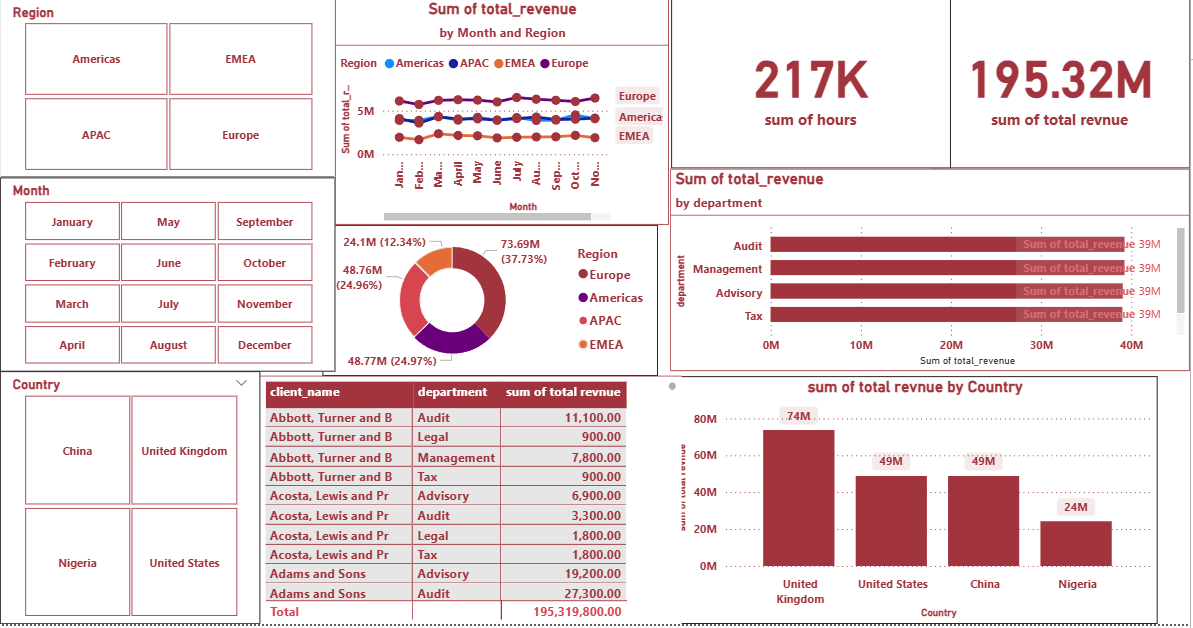 Region
Americas
EMEA
APAC
Europe
Month
January
May
September
February
June
October
March
July
November
April
August
December
Country
China
United Kingdom
Nigeria
United States
Sum of total_revenue
by Month and Region
Region Americas APAC EMEA Europe
Sum of total_r...
5M
0M
Europe
America
EMEA
Jan... Feb... Ma... April May June July Au... Sep... Oct... No...
Month
24.1M (12.34%)
73.69M
(37.73%)
48.76M
(24.96%)
48.77M (24.97%)
Region
Europe
Americas
APAC
EMEA
217K
sum of hours
195.32M
sum of total revnue
Sum of total_revenue
by department
department
Audit Sum of total_revenue 39M
Management Sum of total_revenue 39M
Advisory Sum of total_revenue 39M
Tax Sum of total_revenue 39M
0M 10M 20M 30M 40M
Sum of total_revenue
client_name department sum of total revnue
Abbott, Turner and B Audit 11,100.00
Abbott, Turner and B Legal 900.00
Abbott, Turner and B Management 7,800.00
Abbott, Turner and B Tax 900.00
Acosta, Lewis and Pr Advisory 6,900.00
Acosta, Lewis and Pr Audit 3,300.00
Acosta, Lewis and Pr Legal 1,800.00
Acosta, Lewis and Pr Tax 1,800.00
Adams and Sons Advisory 19,200.00
Adams and Sons Audit 27,300.00
Total 195,319,800.00
sum of total revnue by Country
sum of total revnue
80M
60M
40M
20M
0M
74M
49M
49M
24M
United
Kingdom
United States
China
Nigeria
Country